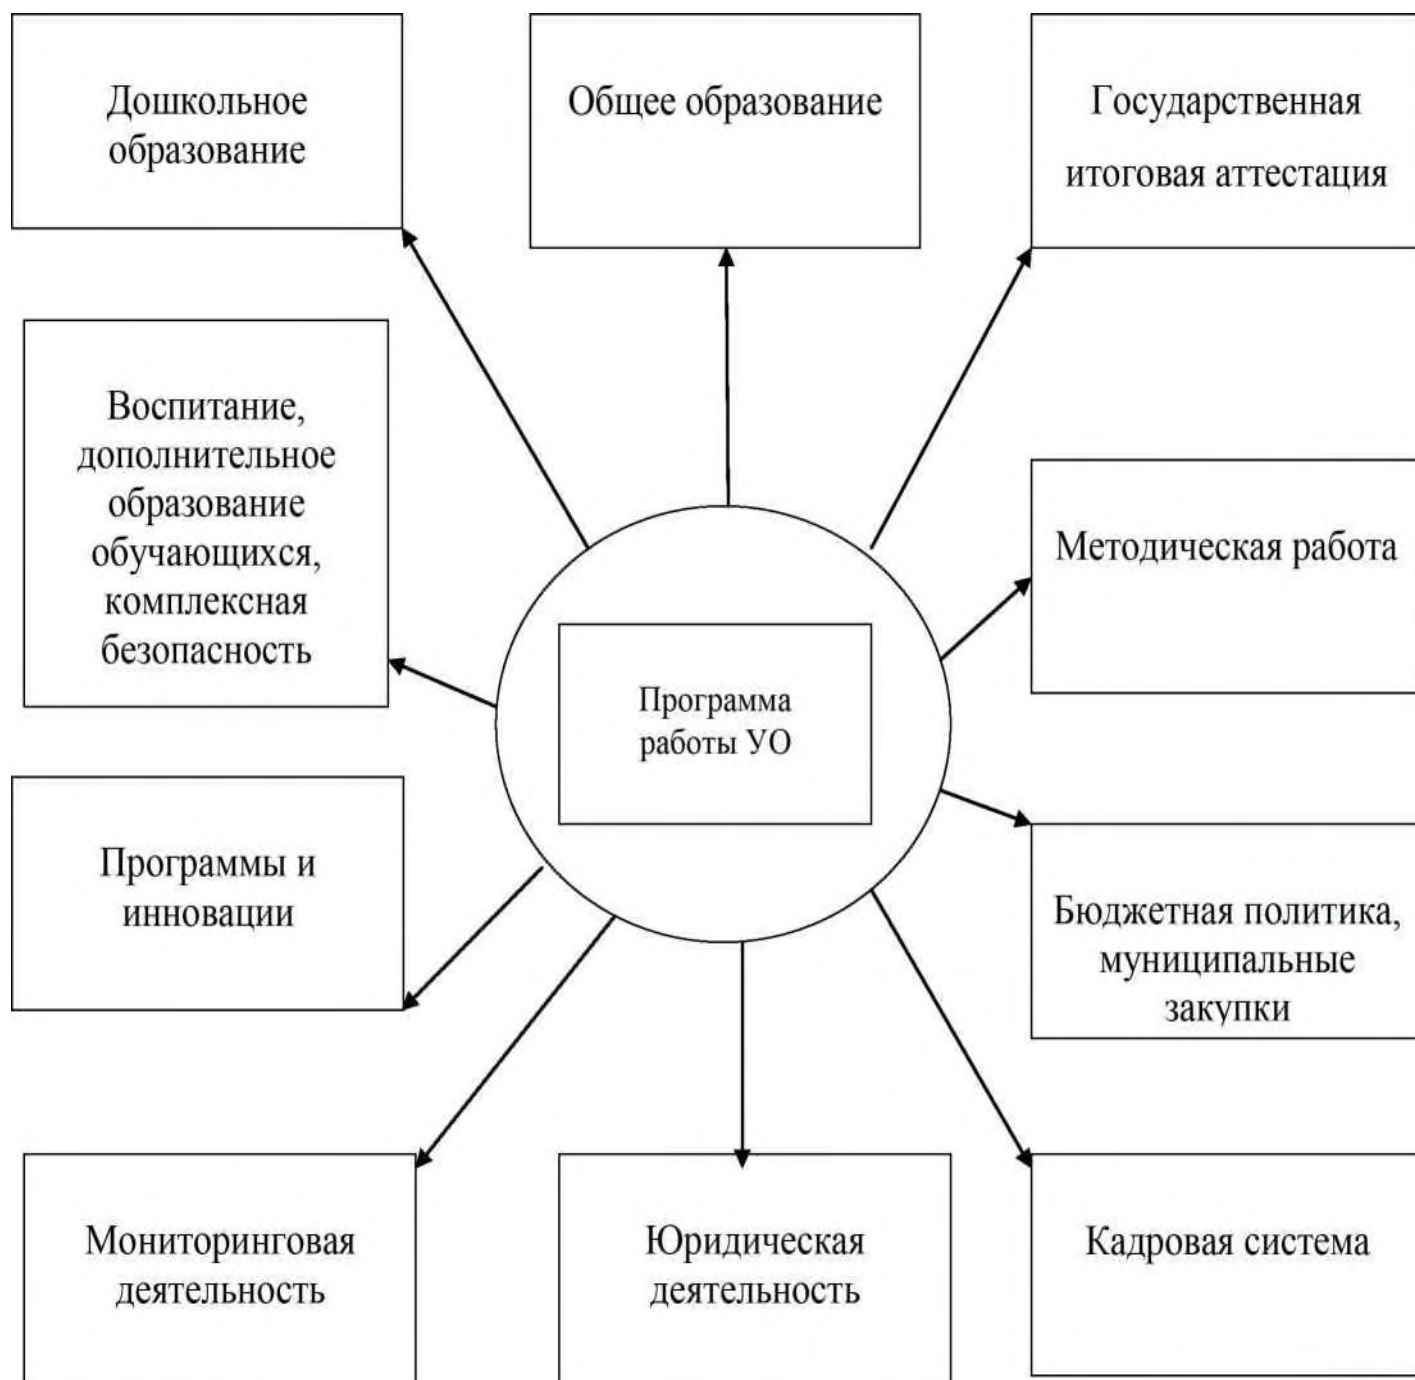 Дошкольное
образование
Общее образование
Государственная
итоговая аттестация
Воспитание,
дополнительное
образование
обучающихся,
комплексная
безопасность
Методическая работа
Программа
работы УО
Программы и
инновации
Бюджетная политика,
муниципальные
закупки
Мониторинговая
деятельность
Юридическая
деятельность
Кадровая система